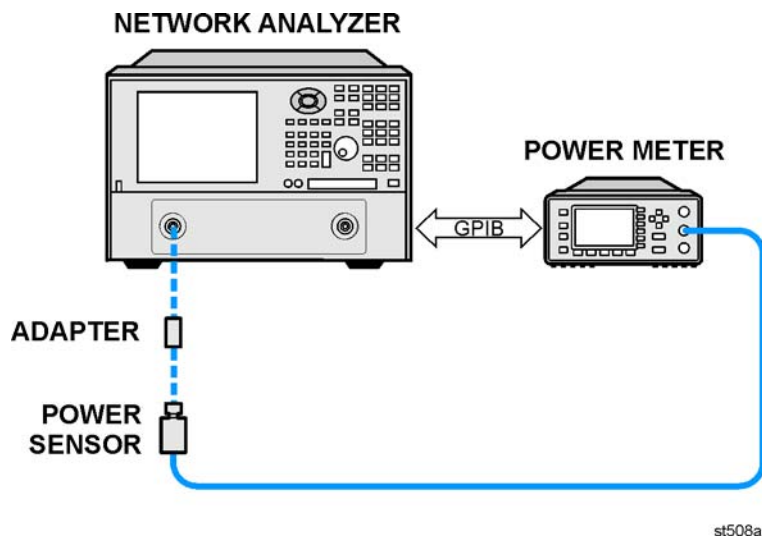 NETWORK ANALYZER
POWER METER
GPIB
ADAPTER
POWER
SENSOR
st508a